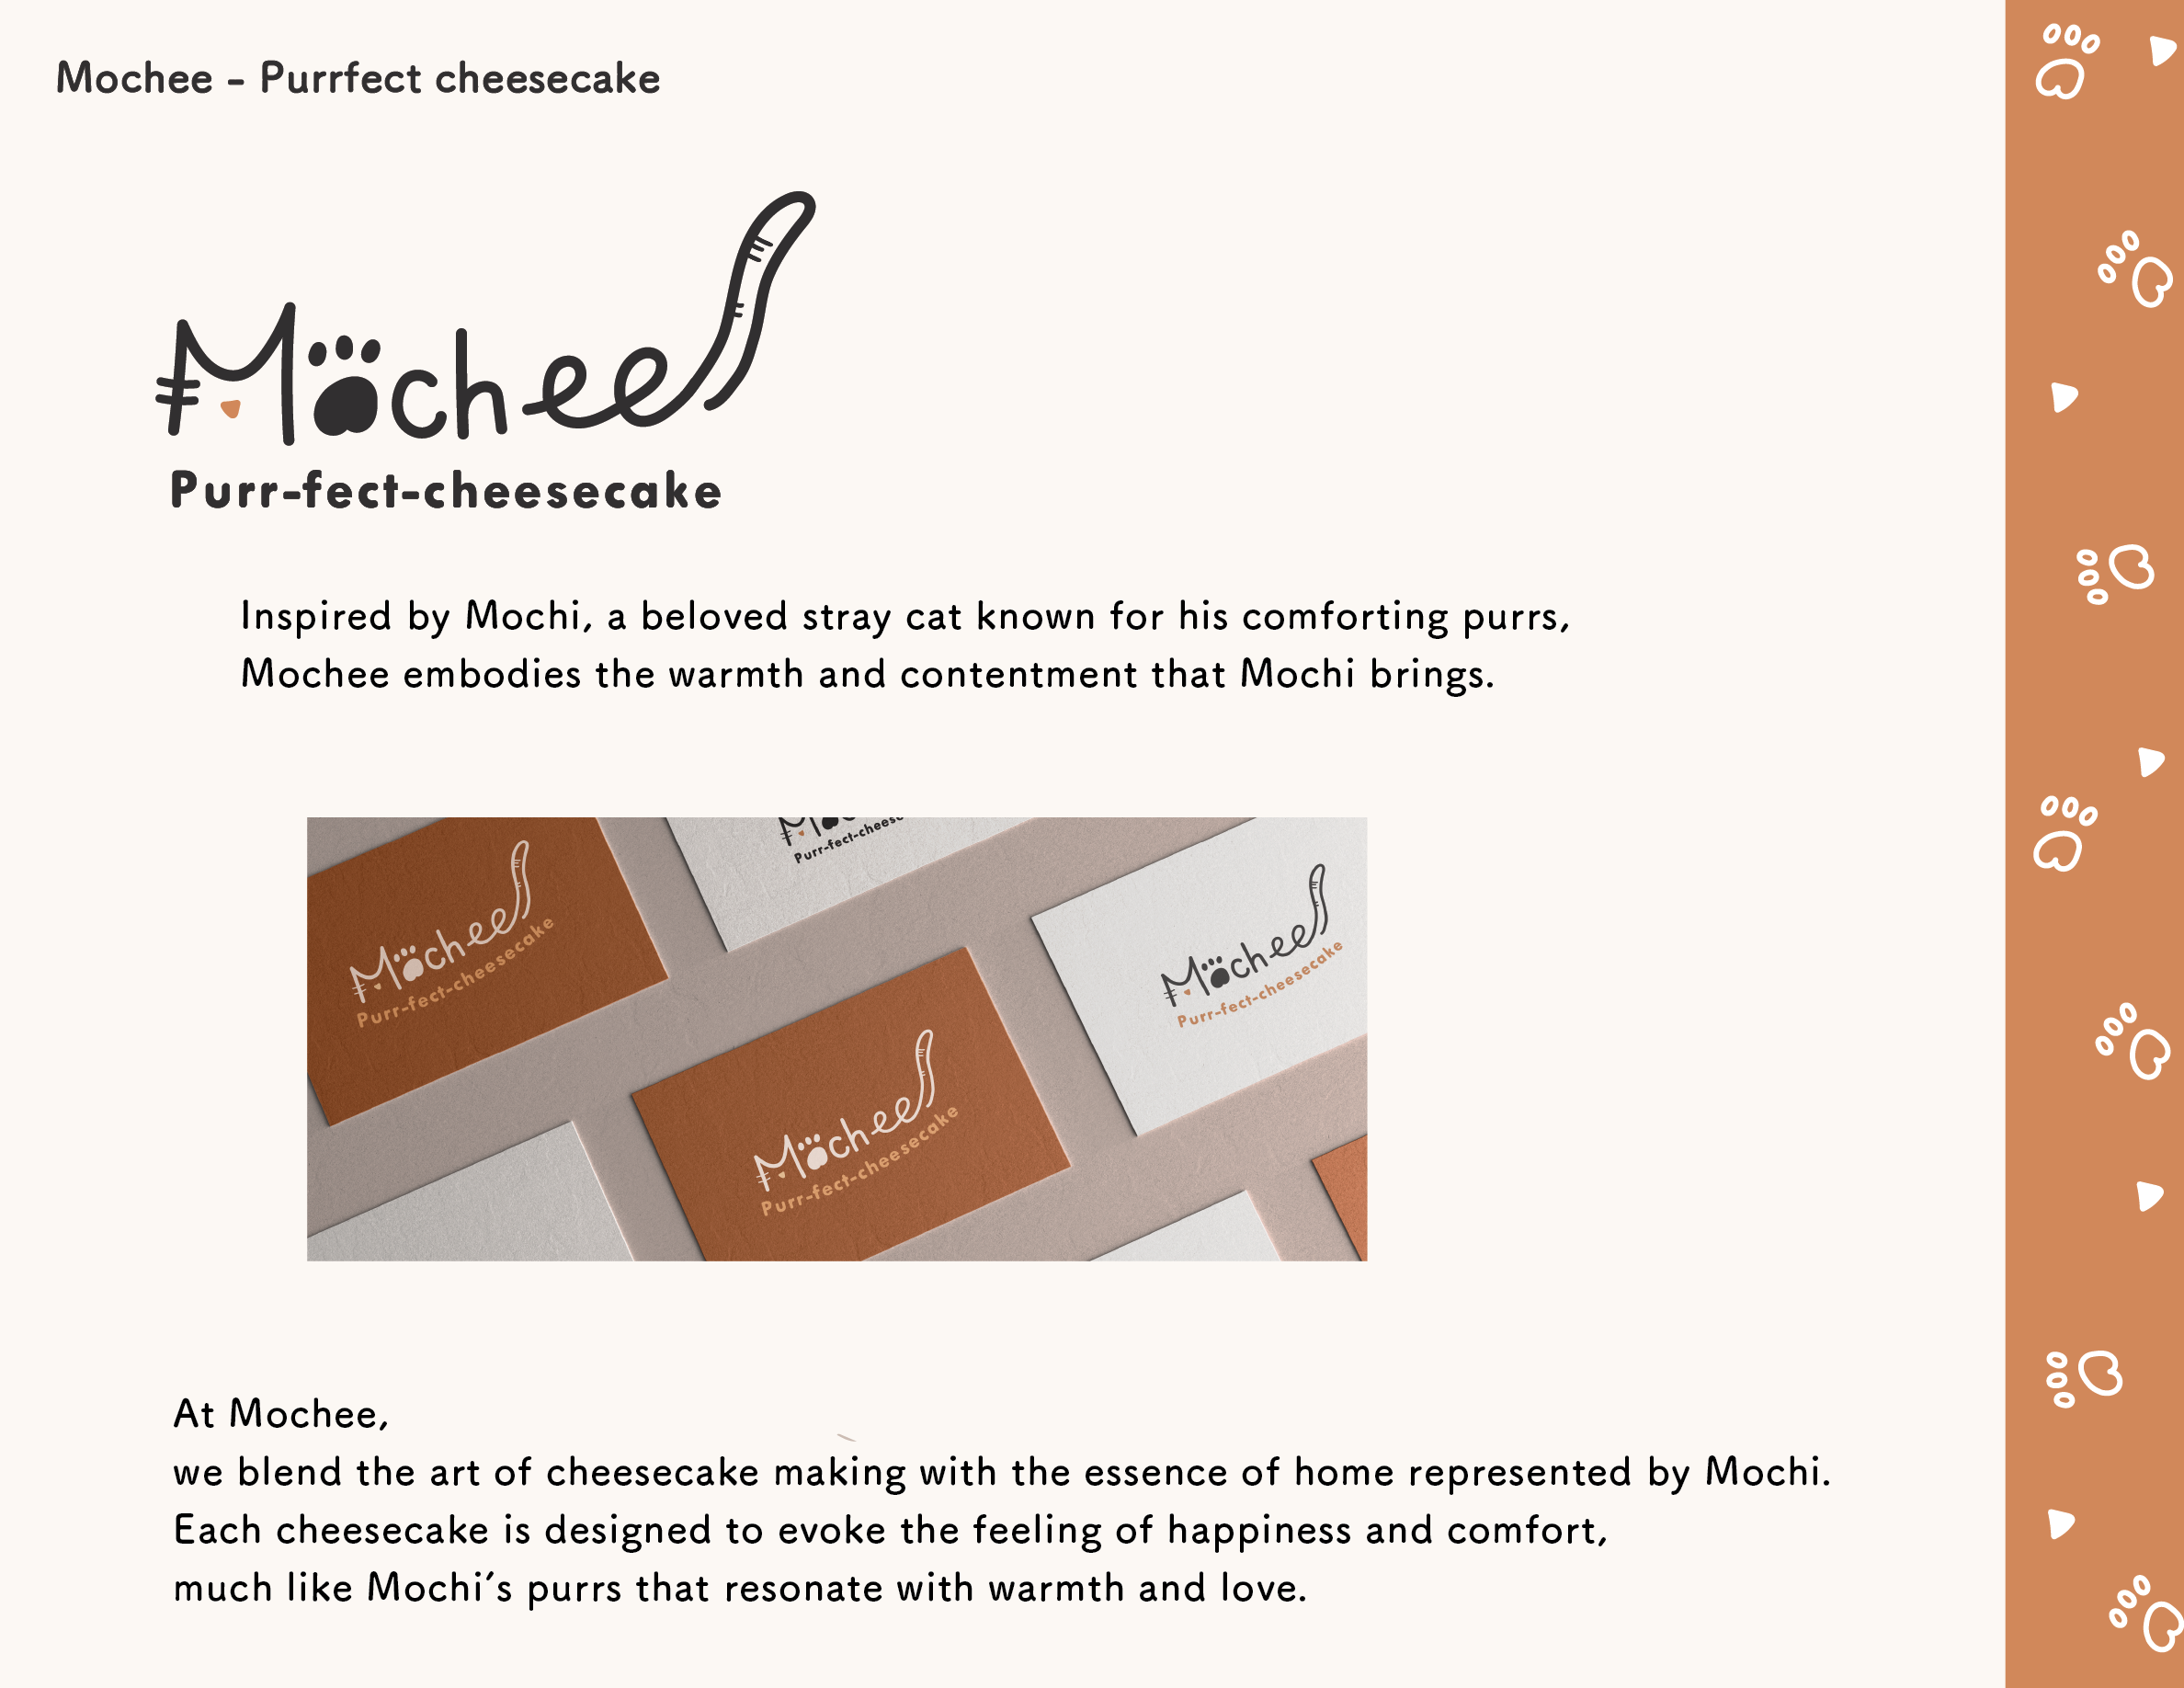 Mochee - Purrfect cheesecake
Mochee
Purr-fect-cheesecake
Inspired by Mochi, a beloved stray cat known for his comforting purrs,
Mochee embodies the warmth and contentment that Mochi brings.
Purr-fect-cheese
Mochee
Purr-fect-cheesecake
Mochee
Purr-fect-cheesecake
Mochee
Purr-fect-cheesecake
At Mochee,
we blend the art of cheesecake making with the essence of home represented by Mochi.
Each cheesecake is designed to evoke the feeling of happiness and comfort,
much like Mochi´s purrs that resonate with warmth and love.